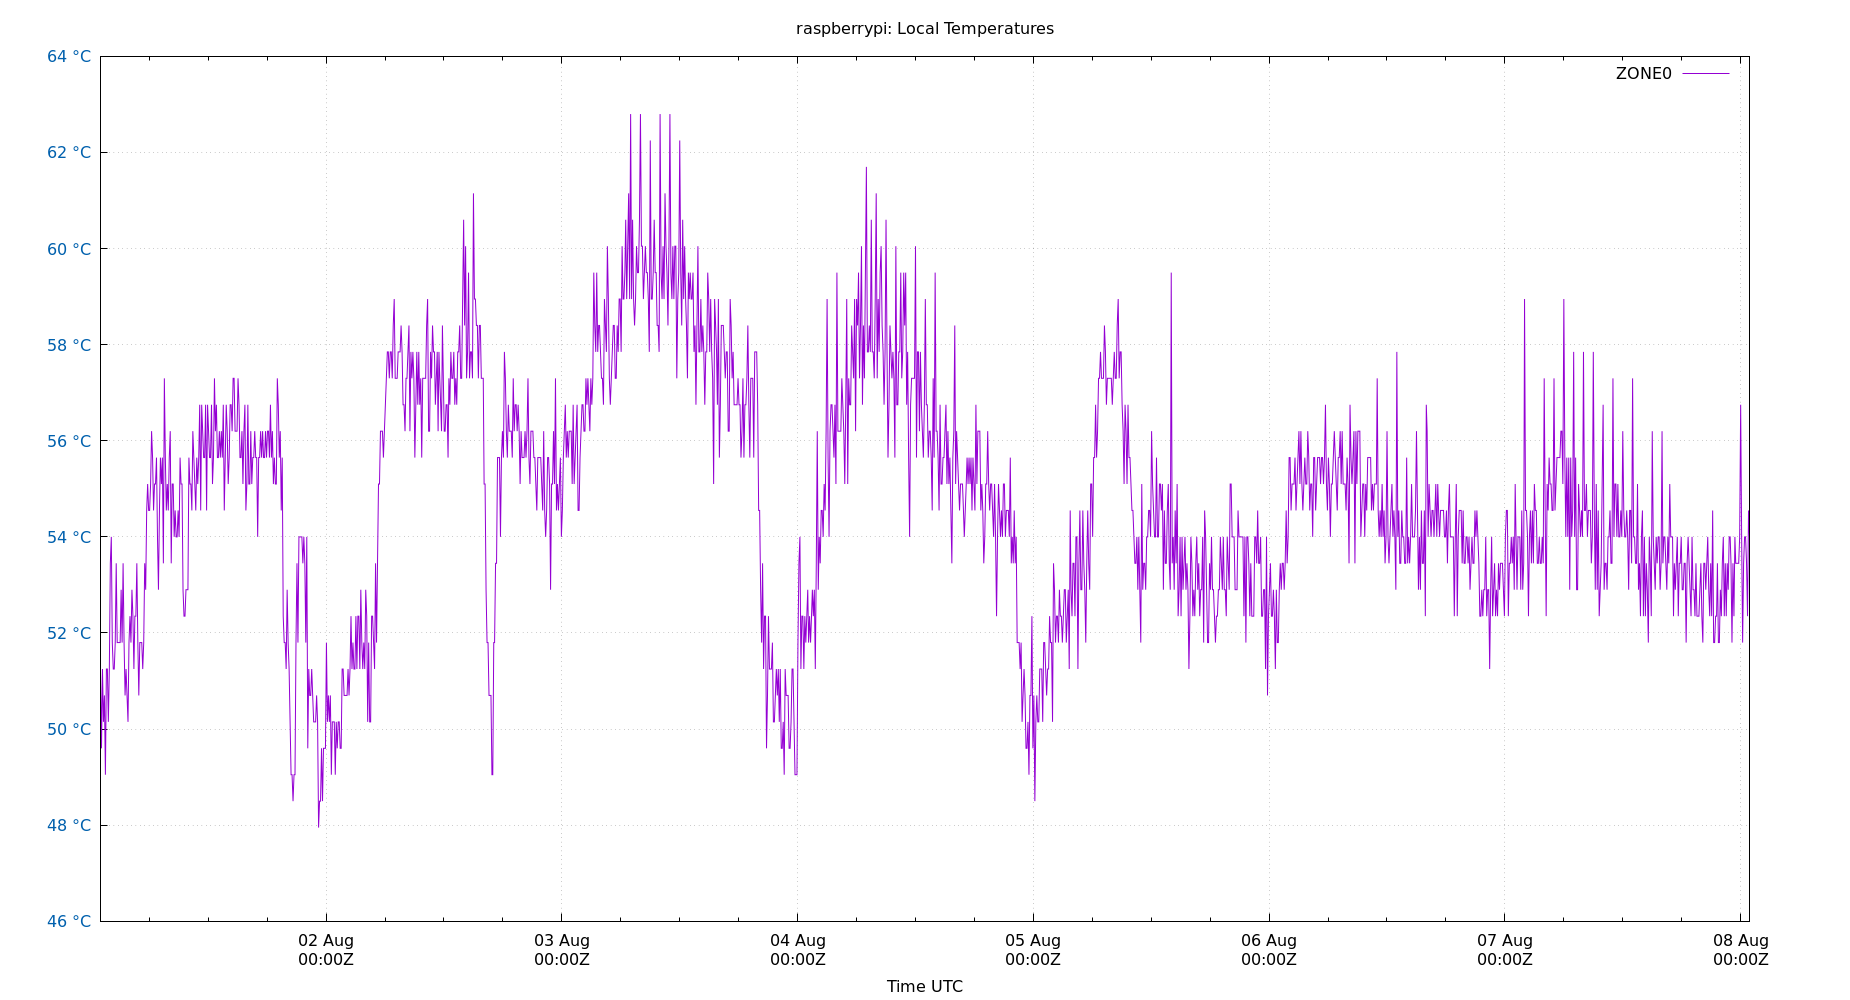 raspberrypi: Local Temperatures
64 °C
ZONE0
62 °C
60 °C
58 °C
56 °C
54 °C
52 °C
50 °C
48 °C
46 °C
02 Aug 03 Aug 04 Aug 05 Aug 06 Aug 07 Aug 08 Aug
00:00Z 00:00Z 00:00Z 00:00Z 00:00Z 00:00Z 00:00Z
Time UTC